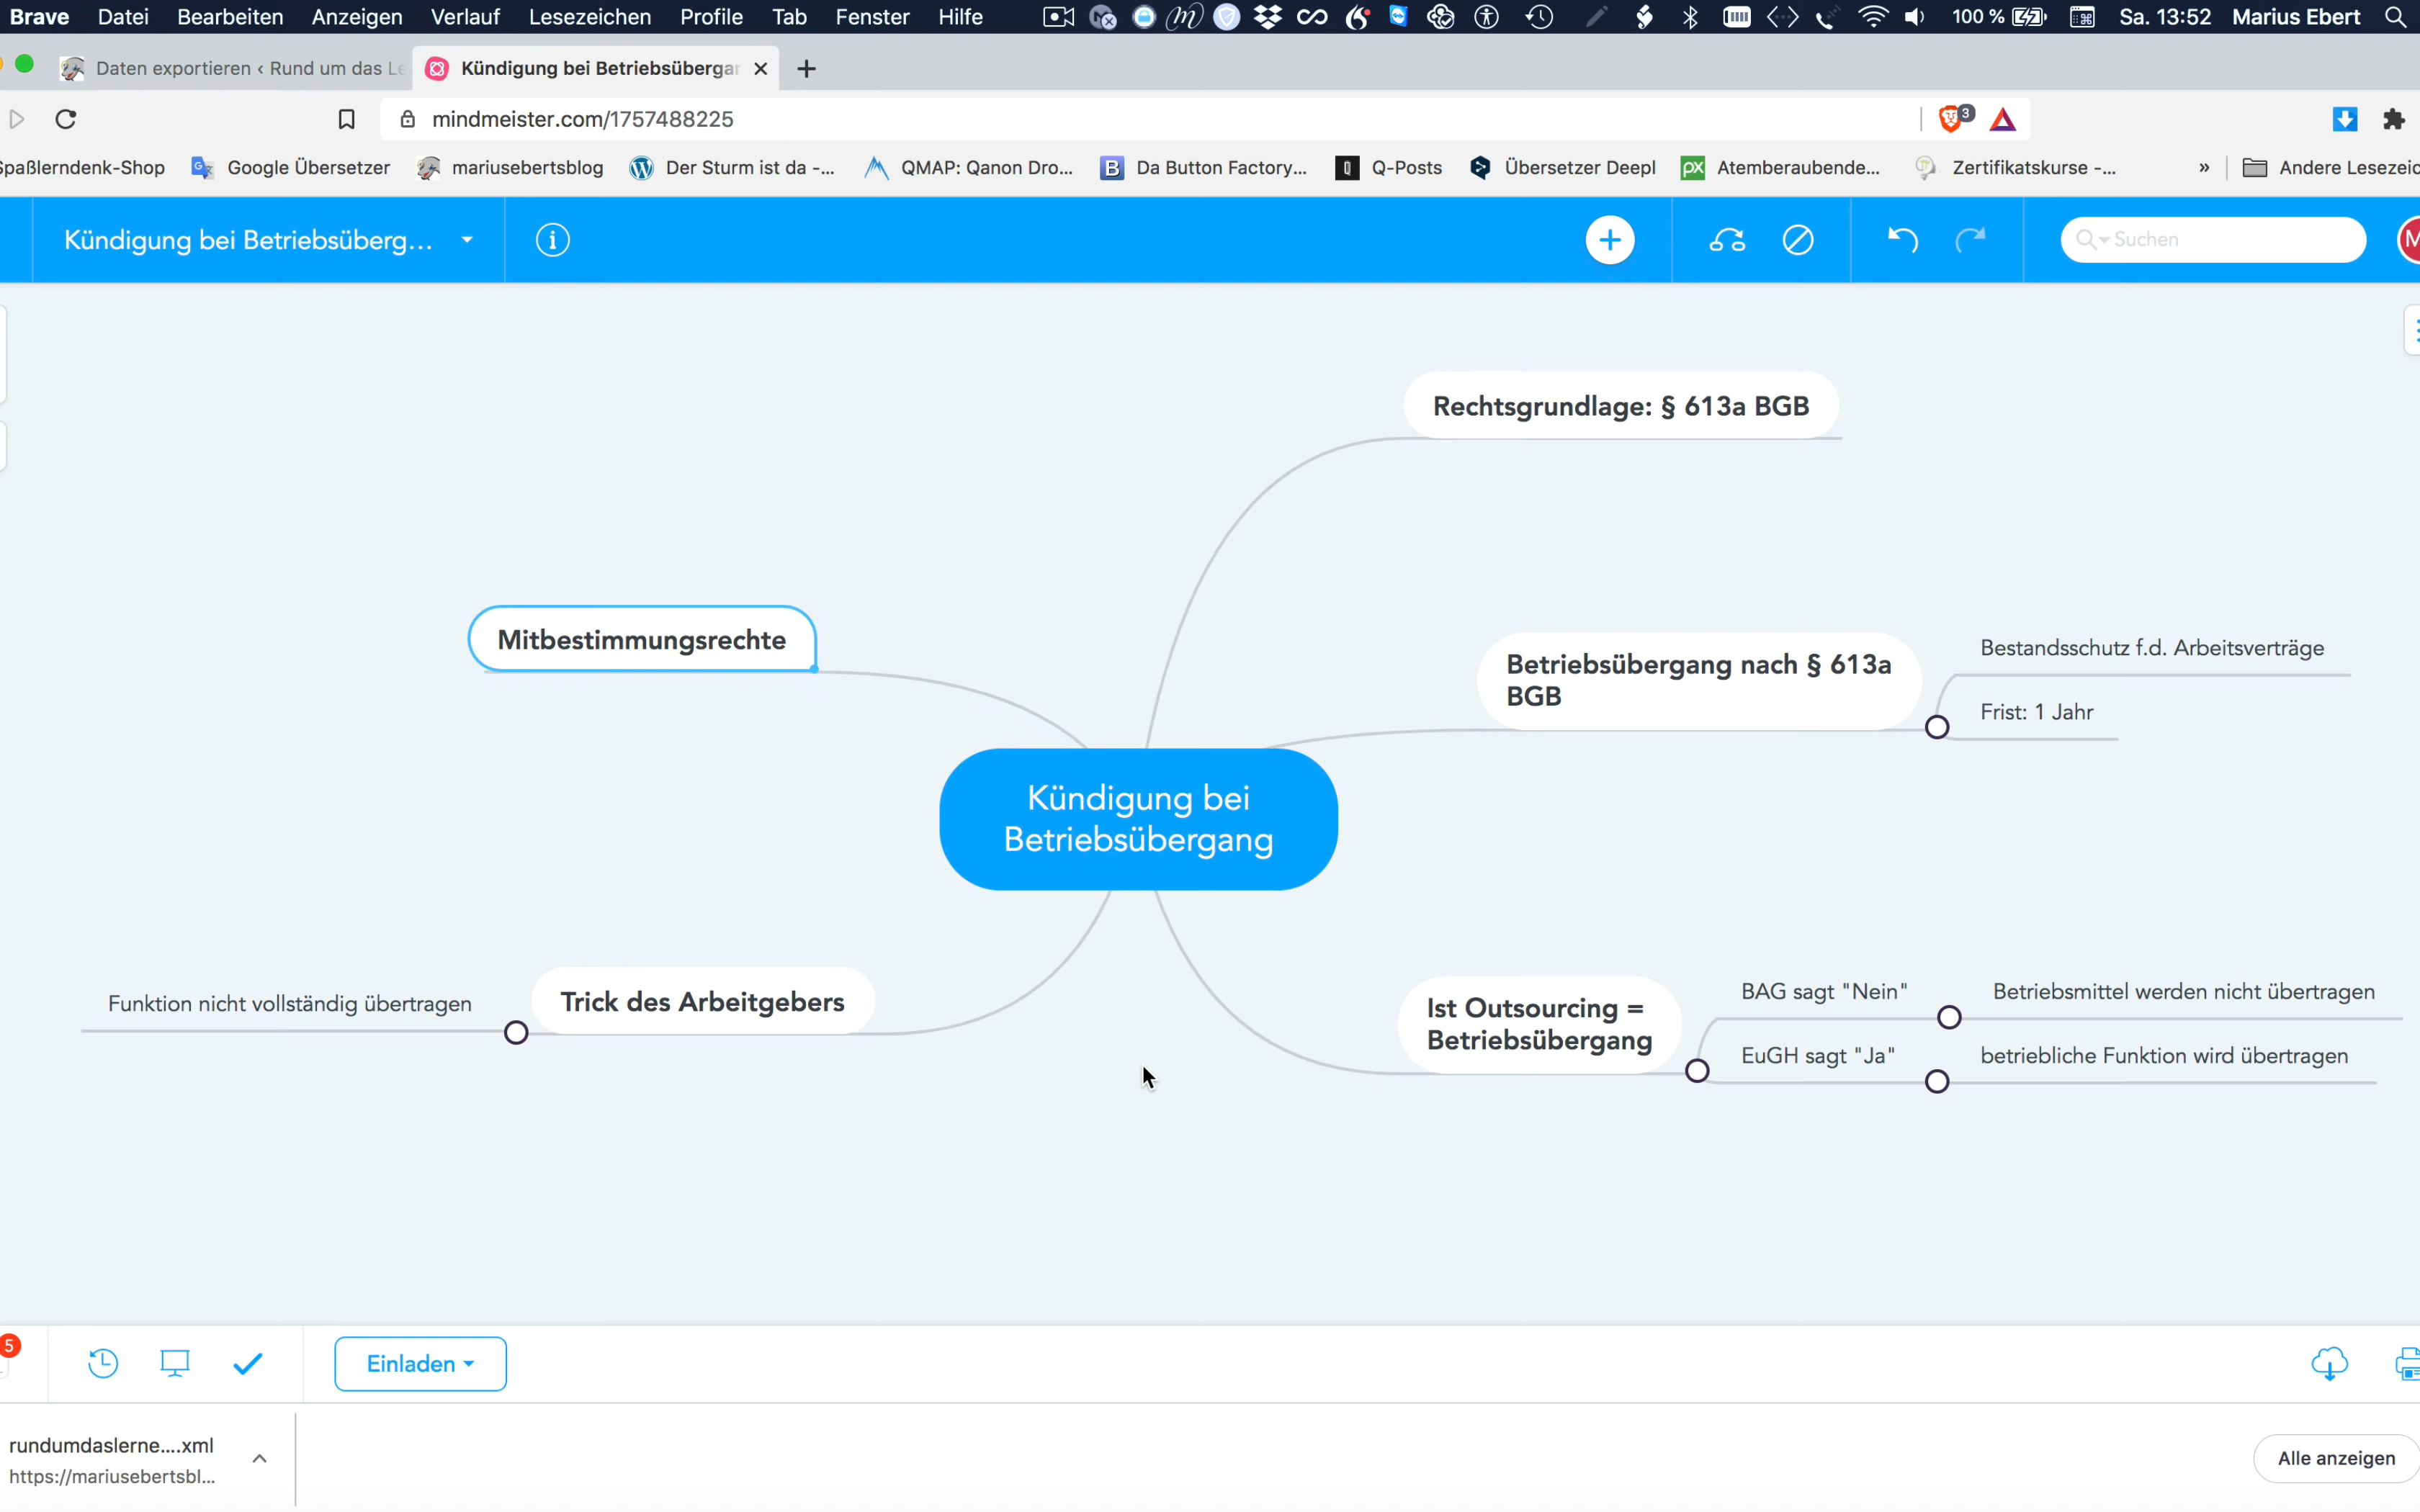 Brave Datei Bearbeiten Anzeigen Verlauf Lesezeichen Profile Tab Fenster Hilfe 100 % Sa. 13:52 Marius Ebert
Daten exportieren ‹ Rund um das Le
Kündigung bei Betriebsübergar
mindmeister.com/1757488225
3
Spaßlerndenk-Shop Google Übersetzer mariusebertsblog Der Sturm ist da -... QMAP: Qanon Dro... Da Button Factory... Q-Posts Übersetzer Deepl Atemberaubende... Zertifikatskurse -... » Andere Lesezeic
Kündigung bei Betriebsüberg...
Suchen
M
Rechtsgrundlage: § 613a BGB
Mitbestimmungsrechte
Betriebsübergang nach § 613a
BGB
Bestandsschutz f.d. Arbeitsverträge
Frist: 1 Jahr
Kündigung bei
Betriebsübergang
Funktion nicht vollständig übertragen
Trick des Arbeitgebers
Ist Outsourcing =
Betriebsübergang
BAG sagt "Nein"
Betriebsmittel werden nicht übertragen
EuGH sagt "Ja"
betriebliche Funktion wird übertragen
5
Einladen
rundumdaslerne....xml
https://mariusebertsbl...
Alle anzeigen